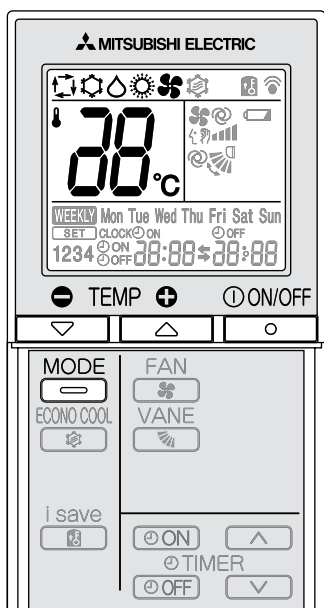 MITSUBISHI ELECTRIC
88°C
WEEKLY Mon Tue Wed Thu Fri Sat Sun
SET CLOCK ON OFF
1234 ON OFF 88:88 88:88
TEMP ON/OFF
MODE FAN
ECONO COOL VANE
i save
ON
TIMER
OFF